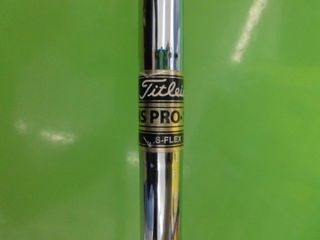 Titleis
S PRO-
S-FLEX